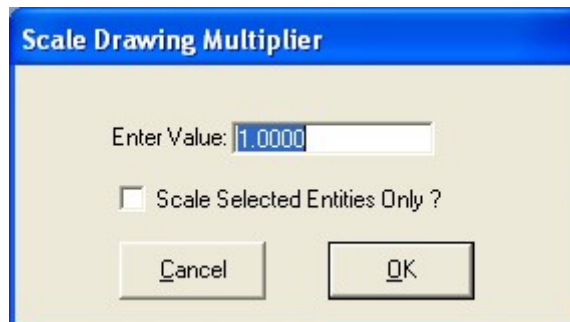 Scale Drawing Multiplier
Enter Value: 1.0000
Scale Selected Entities Only ?
Cancel OK